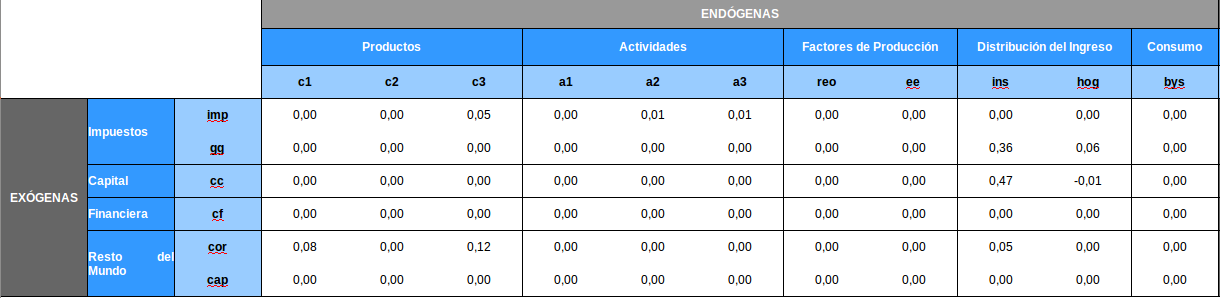 ENDÓGENAS
Productos Actividades Factores de Producción Distribución del Ingreso Consumo
c1 c2 c3 a1 a2 a3 reo ee ins hog bys
EXÓGENAS
Impuestos
imp 0,00 0,00 0,05 0,00 0,01 0,01 0,00 0,00 0,00 0,00 0,00
gg 0,00 0,00 0,00 0,00 0,00 0,00 0,00 0,00 0,36 0,06 0,00
Capital cc 0,00 0,00 0,00 0,00 0,00 0,00 0,00 0,00 0,47 -0,01 0,00
Financiera cf 0,00 0,00 0,00 0,00 0,00 0,00 0,00 0,00 0,00 0,00 0,00
Resto del
Mundo
cor 0,08 0,00 0,12 0,00 0,00 0,00 0,00 0,00 0,05 0,00 0,00
cap 0,00 0,00 0,00 0,00 0,00 0,00 0,00 0,00 0,00 0,00 0,00